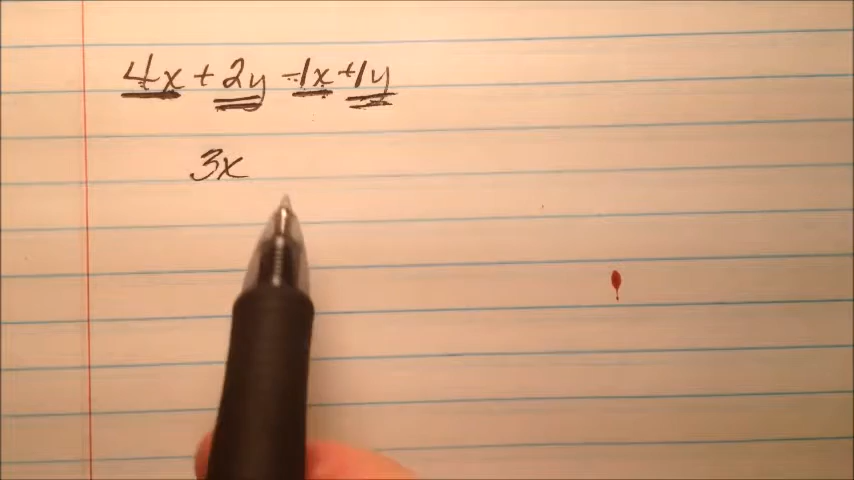 4x + 2y - 1x + 1y
3x